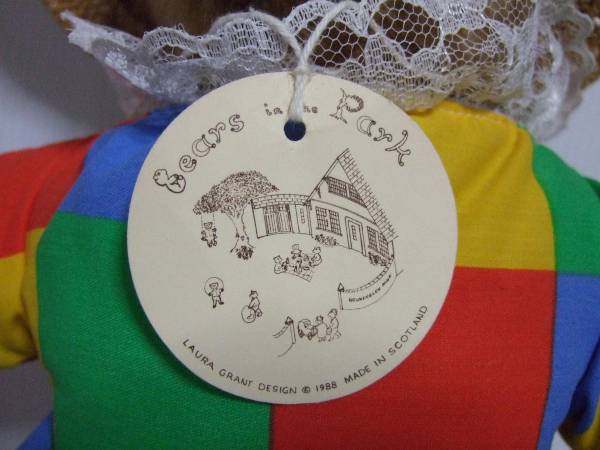 Bears in the Park
LAURA GRANT DESIGN © 1988 MADE IN SCOTLAND